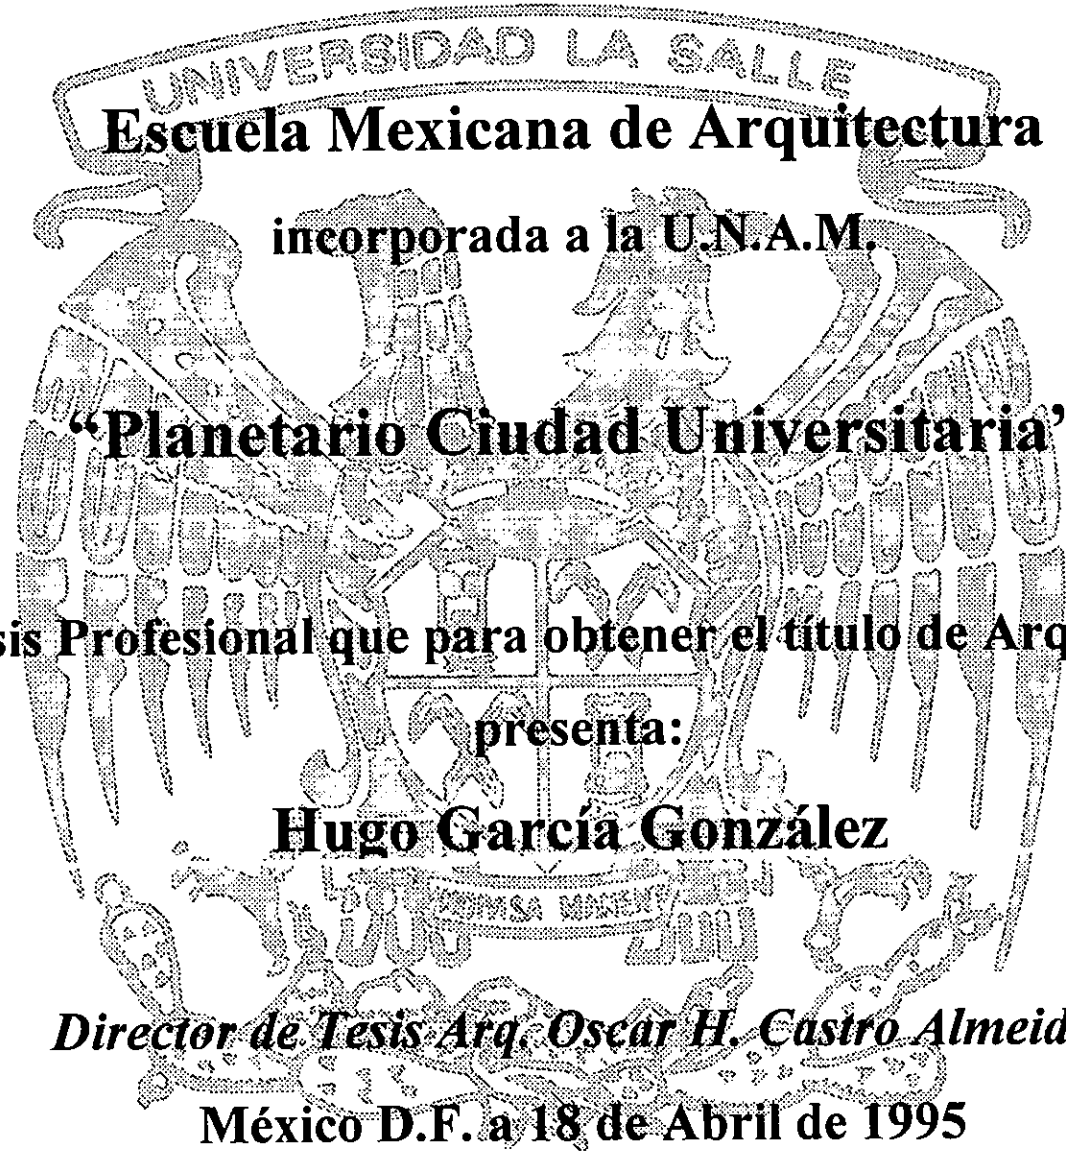 UNIVERSIDAD LA SALLE
Escuela Mexicana de Arquitectura
incorporada a la U.N.A.M.
“Planetario Ciudad Universitaria’
sis Profesional que para obtener el título de Arq
presenta:
Hugo García González
Director de Tesis Arq. Oscar H. Castro Almeid
México D.F. a 18 de Abril de 1995